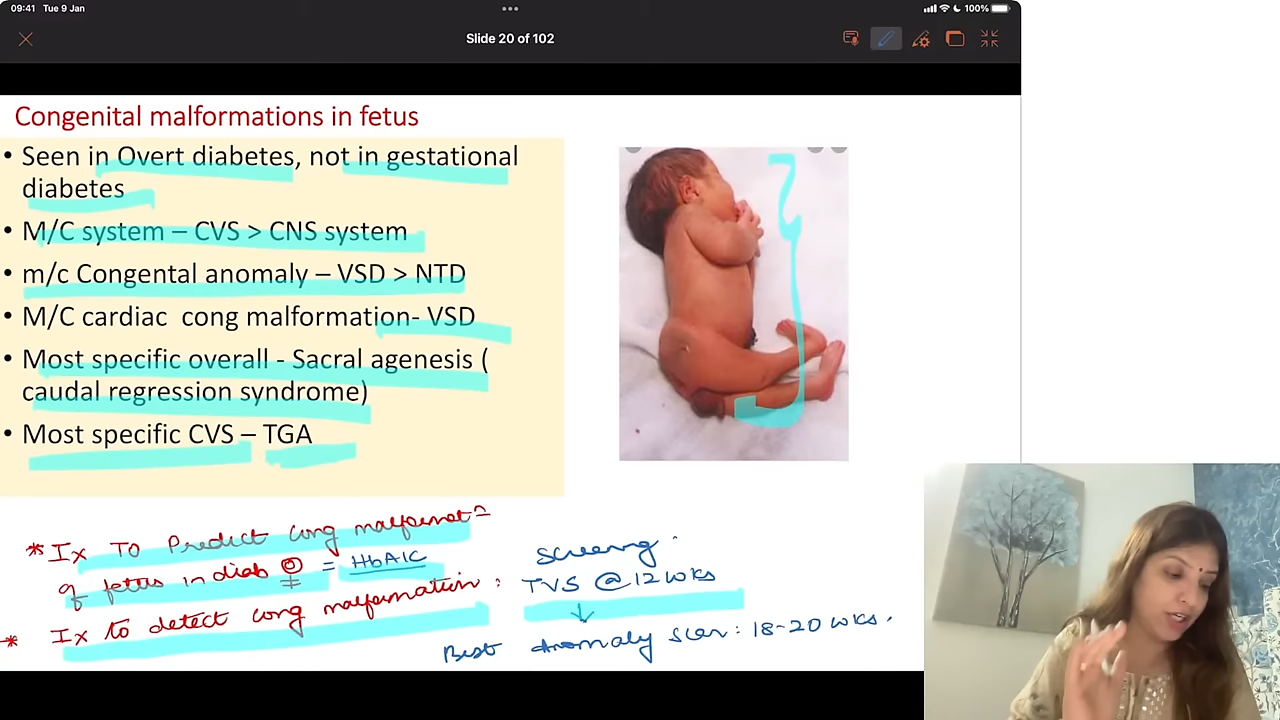 09:41 Tue 9 Jan
100%
Slide 20 of 102
Congenital malformations in fetus
• Seen in Overt diabetes, not in gestational
diabetes
• M/C system – CVS > CNS system
• m/c Congental anomaly – VSD > NTD
• M/C cardiac cong malformation- VSD
• Most specific overall - Sacral agenesis (
caudal regression syndrome)
• Most specific CVS – TGA
* Ix To Predict cong malformatn
of fetus in diab = HbA1C
* Ix to detect cong malformation :
Screeng
TVS @ 12 wks
↓
Best anomaly scan : 18-20 wks.